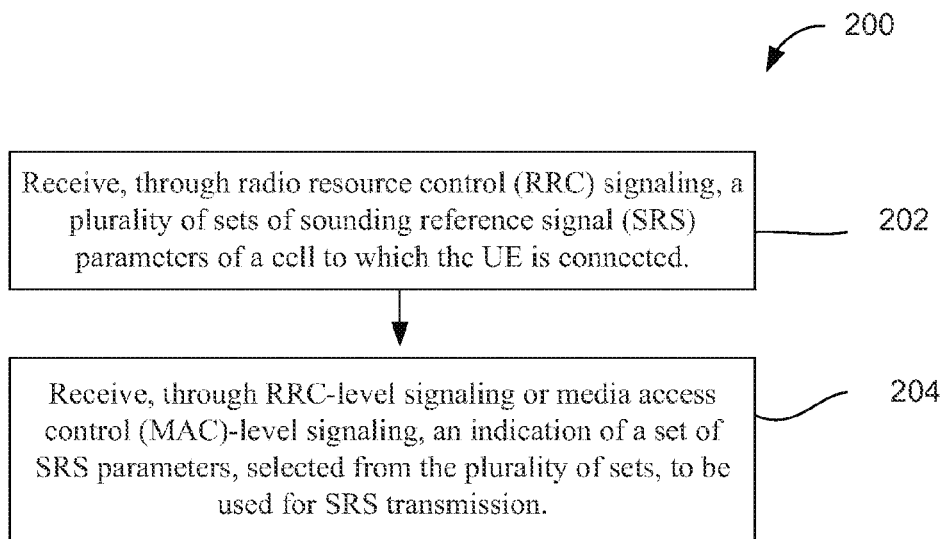 200
Receive, through radio resource control (RRC) signaling, a
plurality of sets of sounding reference signal (SRS)
parameters of a cell to which the UE is connected.
202
Receive, through RRC-level signaling or media access
control (MAC)-level signaling, an indication of a set of
SRS parameters, selected from the plurality of sets, to be
used for SRS transmission.
204